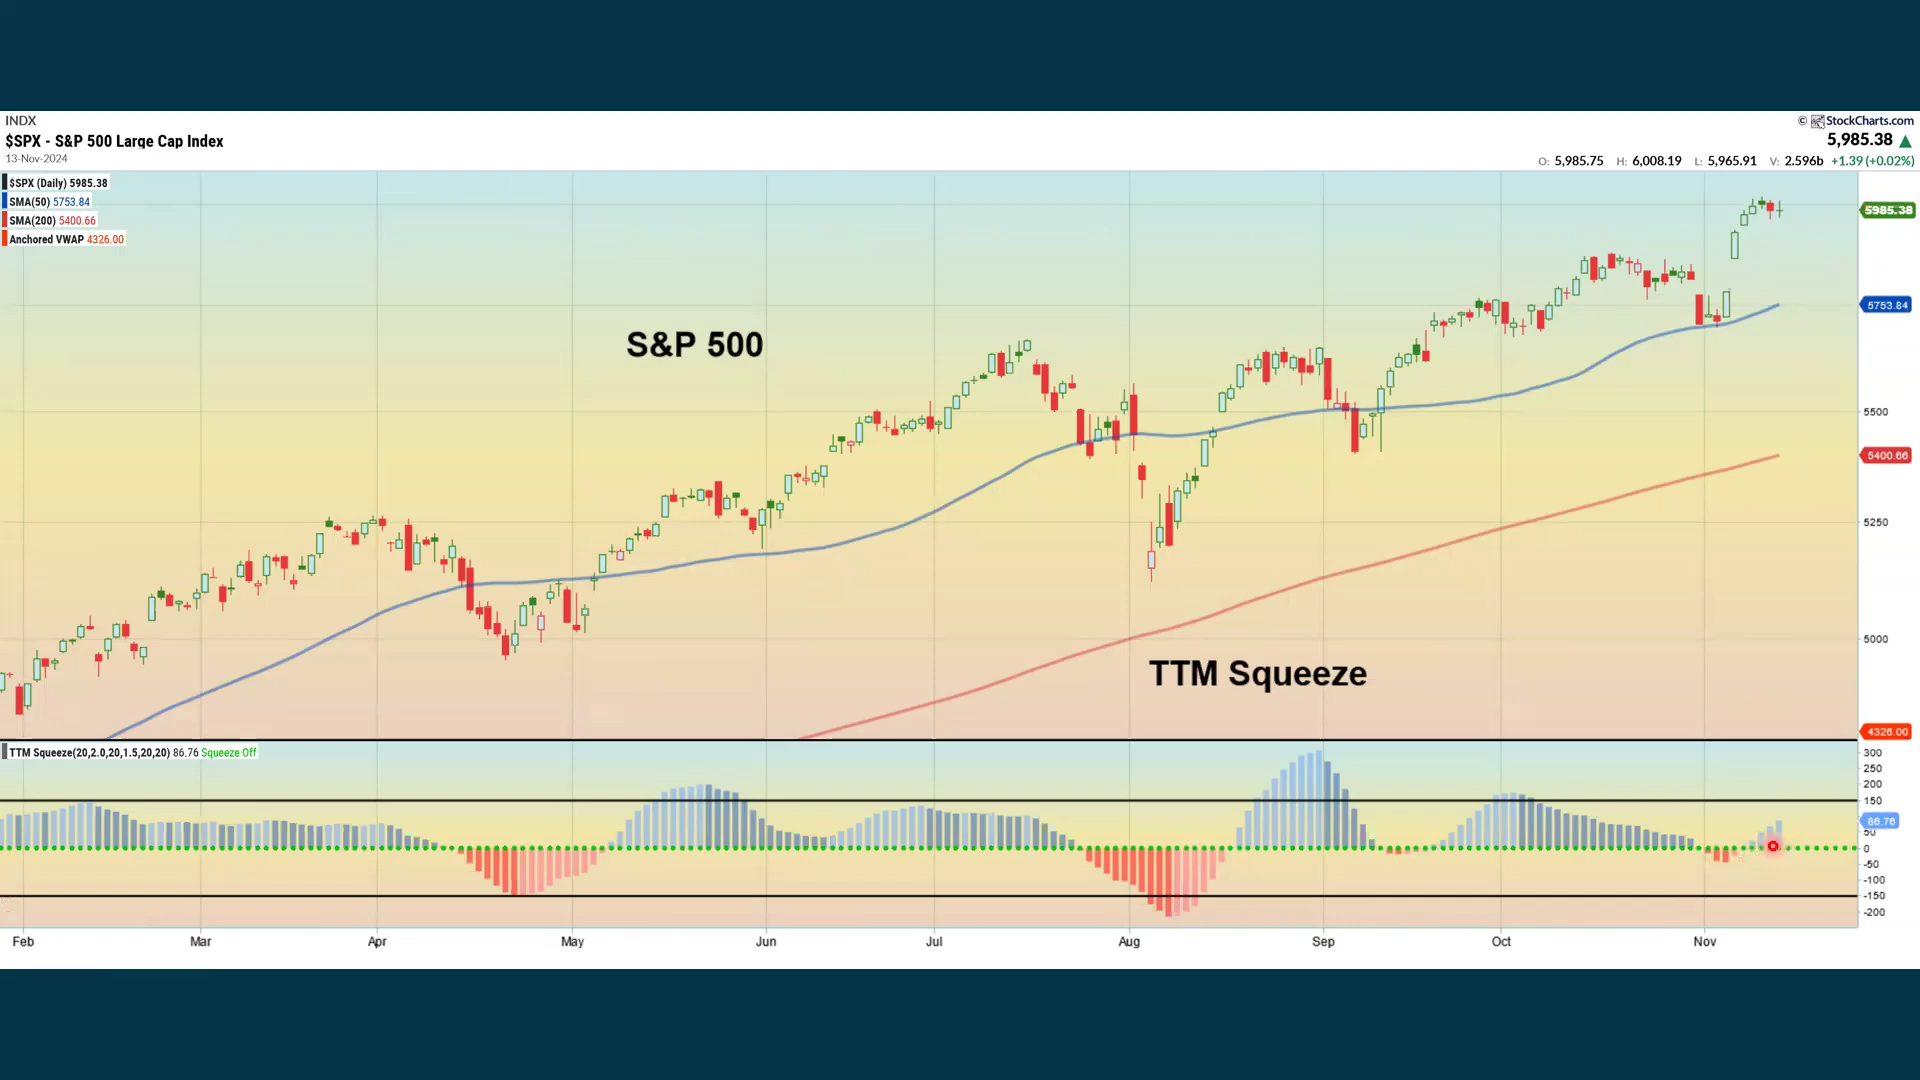 INDX
© StockCharts.com
$SPX - S&P 500 Large Cap Index
5,985.38 ▲
13-Nov-2024
O: 5,985.75 H: 6,008.19 L: 5,965.91 V: 2.596b +1.39 (+0.02%)
$SPX (Daily) 5985.38
SMA(50) 5753.84
SMA(200) 5400.66
Anchored VWAP 4326.00
5985.38
5753.84
S&P 500
5500
5400.66
5250
5000
TTM Squeeze
4326.00
TTM Squeeze(20,2.0,20,1.5,20,20) 86.76 Squeeze Off
300
250
200
150
86.76
50
0
-50
-100
-150
-200
Feb Mar Apr May Jun Jul Aug Sep Oct Nov